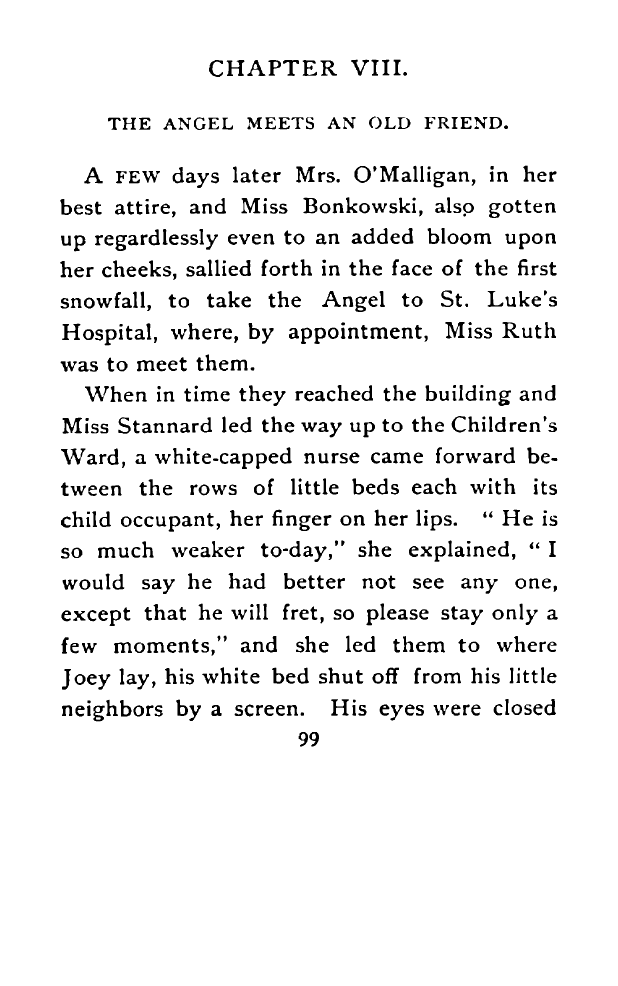 CHAPTER VIII.
THE ANGEL MEETS AN OLD FRIEND.
A FEW days later Mrs. O'Malligan, in her
best attire, and Miss Bonkowski, also gotten
up regardlessly even to an added bloom upon
her cheeks, sallied forth in the face of the first
snowfall, to take the Angel to St. Luke's
Hospital, where, by appointment, Miss Ruth
was to meet them.
When in time they reached the building and
Miss Stannard led the way up to the Children's
Ward, a white-capped nurse came forward be-
tween the rows of little beds each with its
child occupant, her finger on her lips. “ He is
so much weaker to-day,” she explained, “ I
would say he had better not see any one,
except that he will fret, so please stay only a
few moments,” and she led them to where
Joey lay, his white bed shut off from his little
neighbors by a screen. His eyes were closed
99